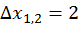 Δx₁,₂ = 2